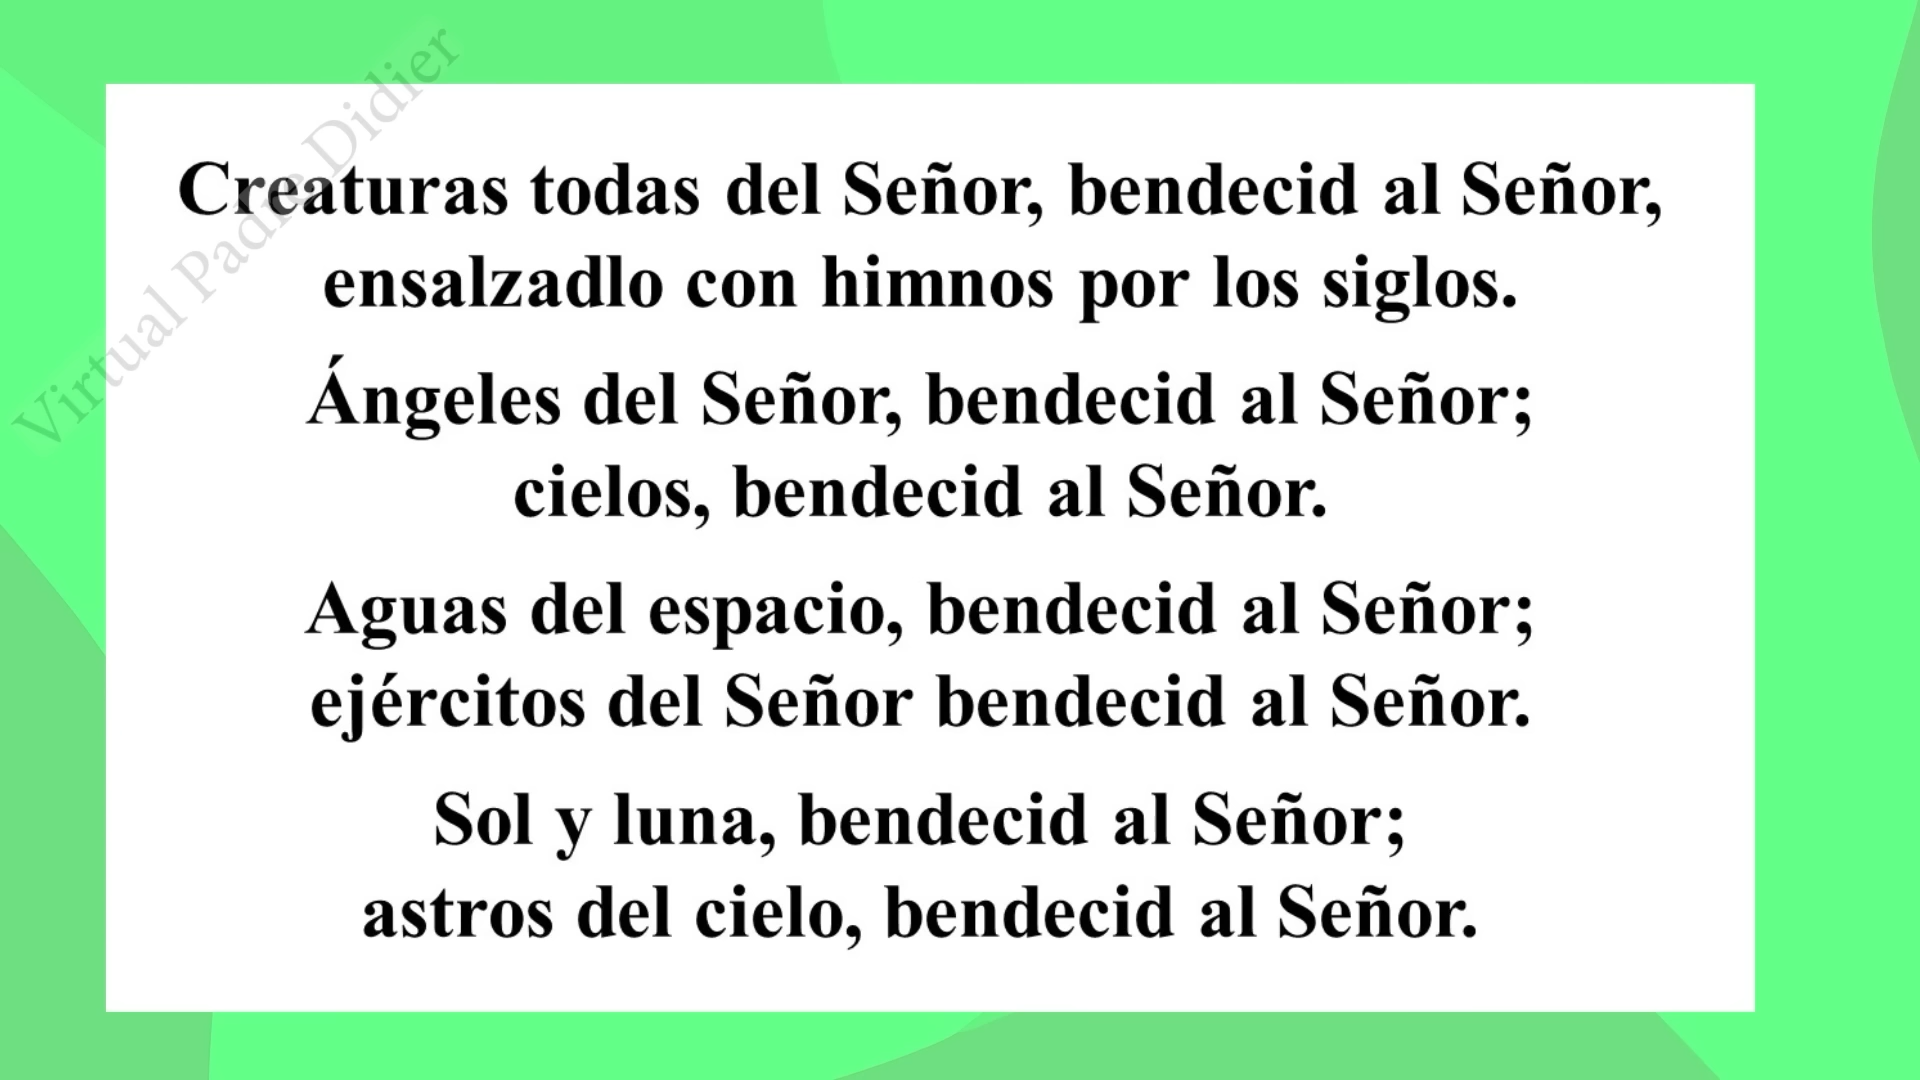 Virtual Padre Didier
Creaturas todas del Señor, bendecid al Señor,
ensalzadlo con himnos por los siglos.
Ángeles del Señor, bendecid al Señor;
cielos, bendecid al Señor.
Aguas del espacio, bendecid al Señor;
ejércitos del Señor bendecid al Señor.
Sol y luna, bendecid al Señor;
astros del cielo, bendecid al Señor.